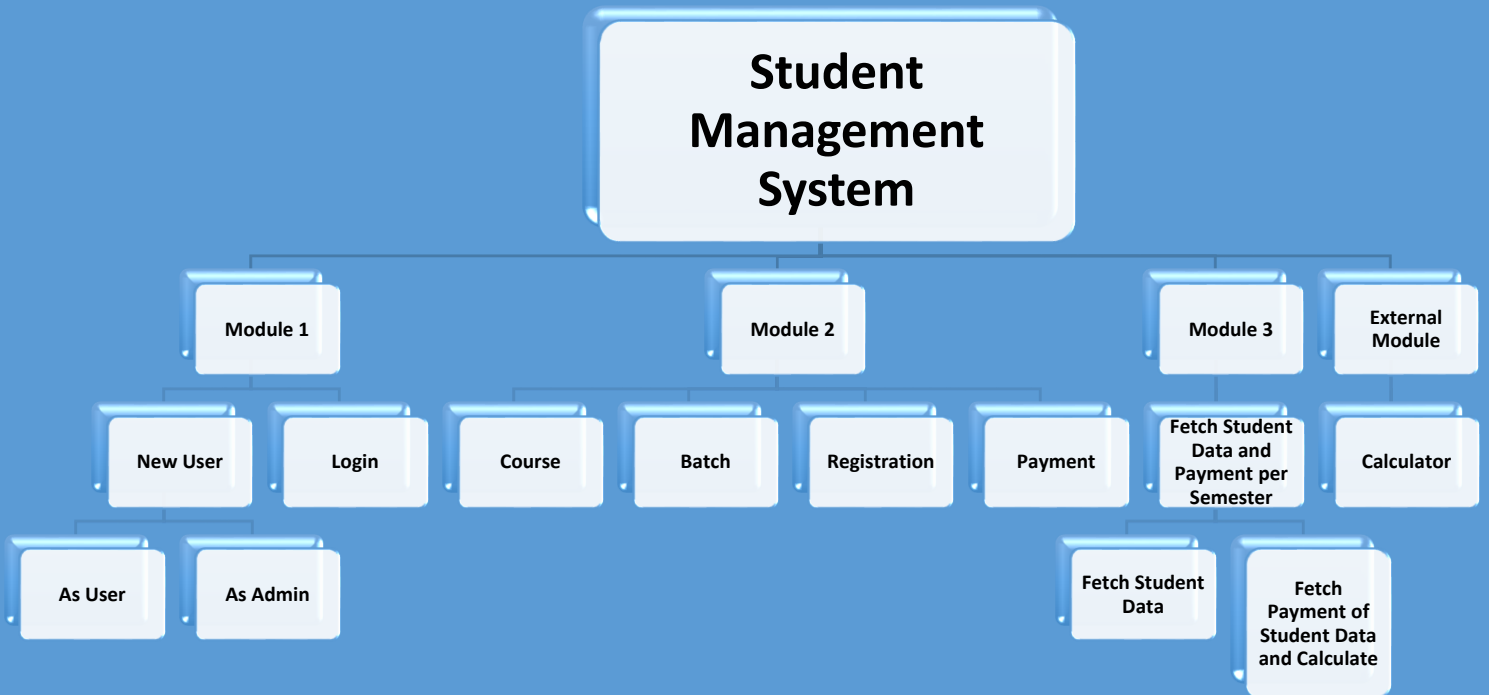 Student
Management
System
Module 1
Module 2
Module 3
External
Module
New User
Login
Course
Batch
Registration
Payment
Fetch Student
Data and
Payment per
Semester
Calculator
As User
As Admin
Fetch Student
Data
Fetch
Payment of
Student Data
and Calculate